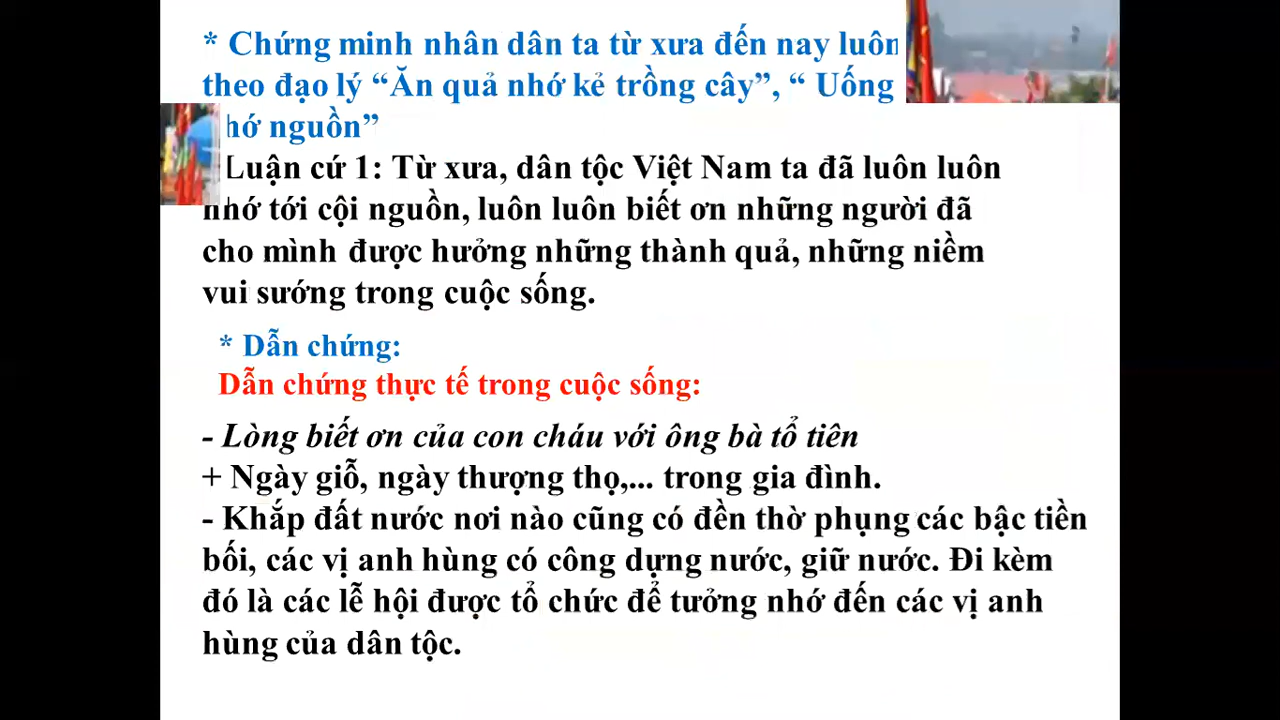 * Chứng minh nhân dân ta từ xưa đến nay luôn
theo đạo lý “Ăn quả nhớ kẻ trồng cây”, “ Uống
hớ nguồn”
Luận cứ 1: Từ xưa, dân tộc Việt Nam ta đã luôn luôn
nhớ tới cội nguồn, luôn luôn biết ơn những người đã
cho mình được hưởng những thành quả, những niềm
vui sướng trong cuộc sống.
* Dẫn chứng:
Dẫn chứng thực tế trong cuộc sống:
- Lòng biết ơn của con cháu với ông bà tổ tiên
+ Ngày giỗ, ngày thượng thọ,... trong gia đình.
- Khắp đất nước nơi nào cũng có đền thờ phụng các bậc tiền
bối, các vị anh hùng có công dựng nước, giữ nước. Đi kèm
đó là các lễ hội được tổ chức để tưởng nhớ đến các vị anh
hùng của dân tộc.